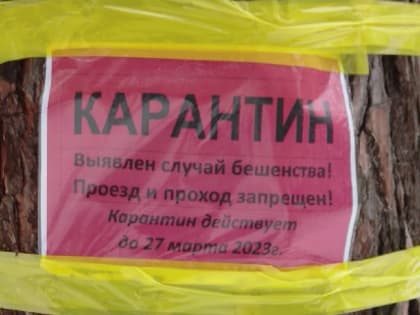 КАРАНТИН
Выявлен случай бешенства!
Проезд и проход запрещен!
Карантин действует
до 27 марта 2023г.